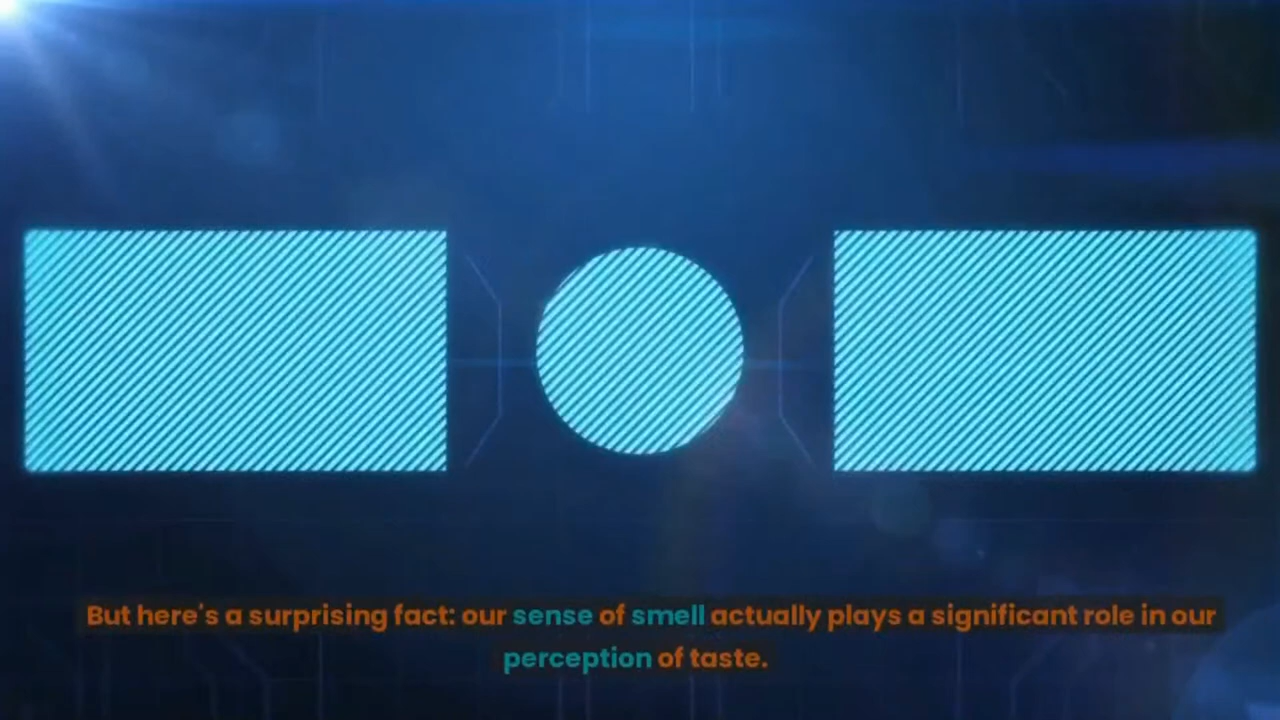 But here's a surprising fact: our sense of smell actually plays a significant role in our
perception of taste.